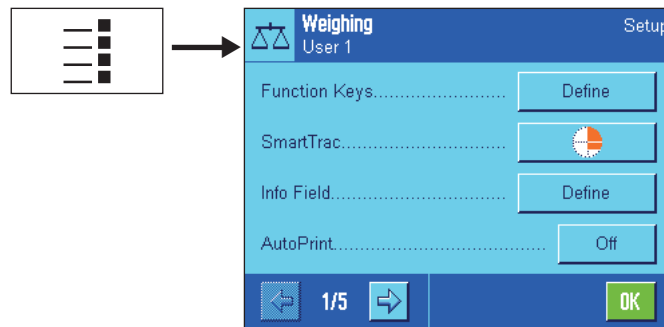 Weighing
Setup
User 1
Function Keys........................ Define
SmartTrac..............................
Info Field................................ Define
AutoPrint...................................... Off
1/5
OK